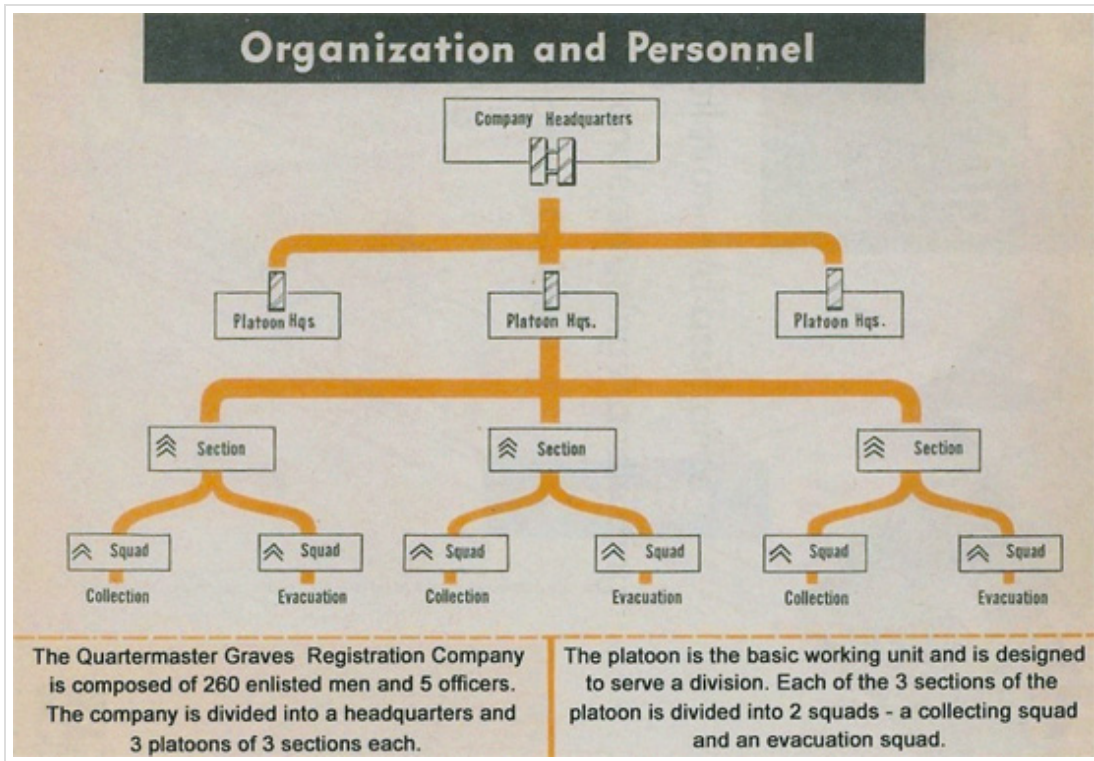 Organization and Personnel
Company Headquarters
Platoon Hqs
Platoon Hqs.
Platoon Hqs.
Section
Section
Section
Squad
Squad
Squad
Squad
Squad
Squad
Collection
Evacuation
Collection
Evacuation
Collection
Evacuation
The Quartermaster Graves Registration Company
is composed of 260 enlisted men and 5 officers.
The company is divided into a headquarters and
3 platoons of 3 sections each.
The platoon is the basic working unit and is designed
to serve a division. Each of the 3 sections of the
platoon is divided into 2 squads - a collecting squad
and an evacuation squad.